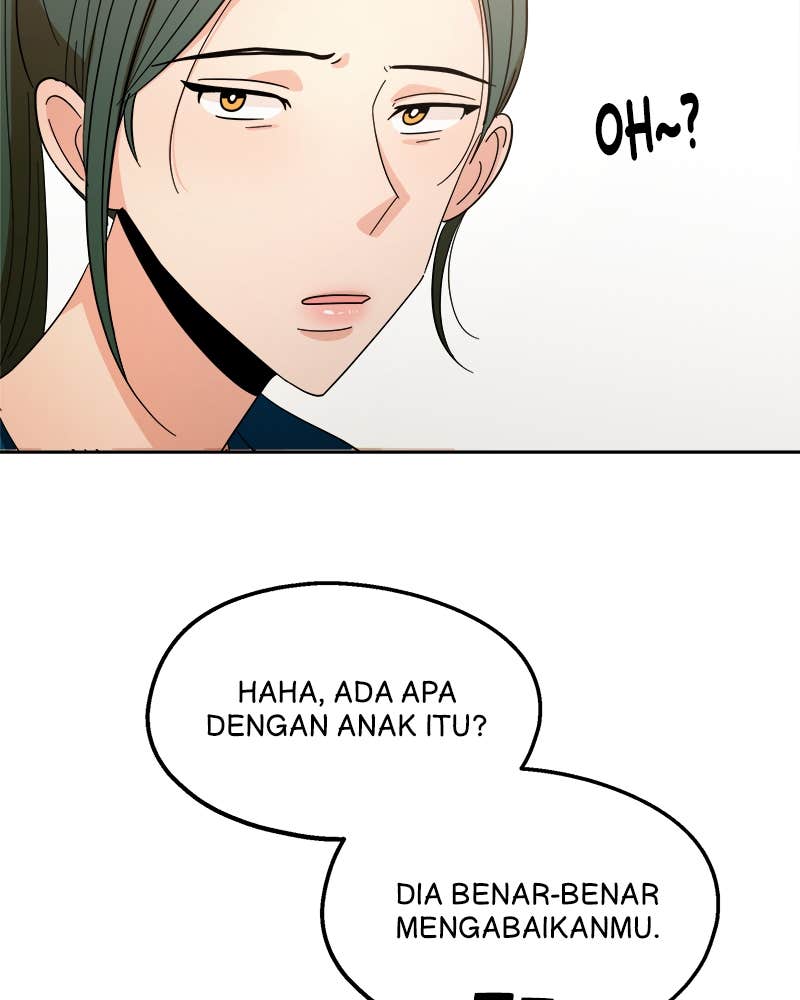 OH~?
HAHA, ADA APA
DENGAN ANAK ITU?
DIA BENAR-BENAR
MENGABAIKANMU.